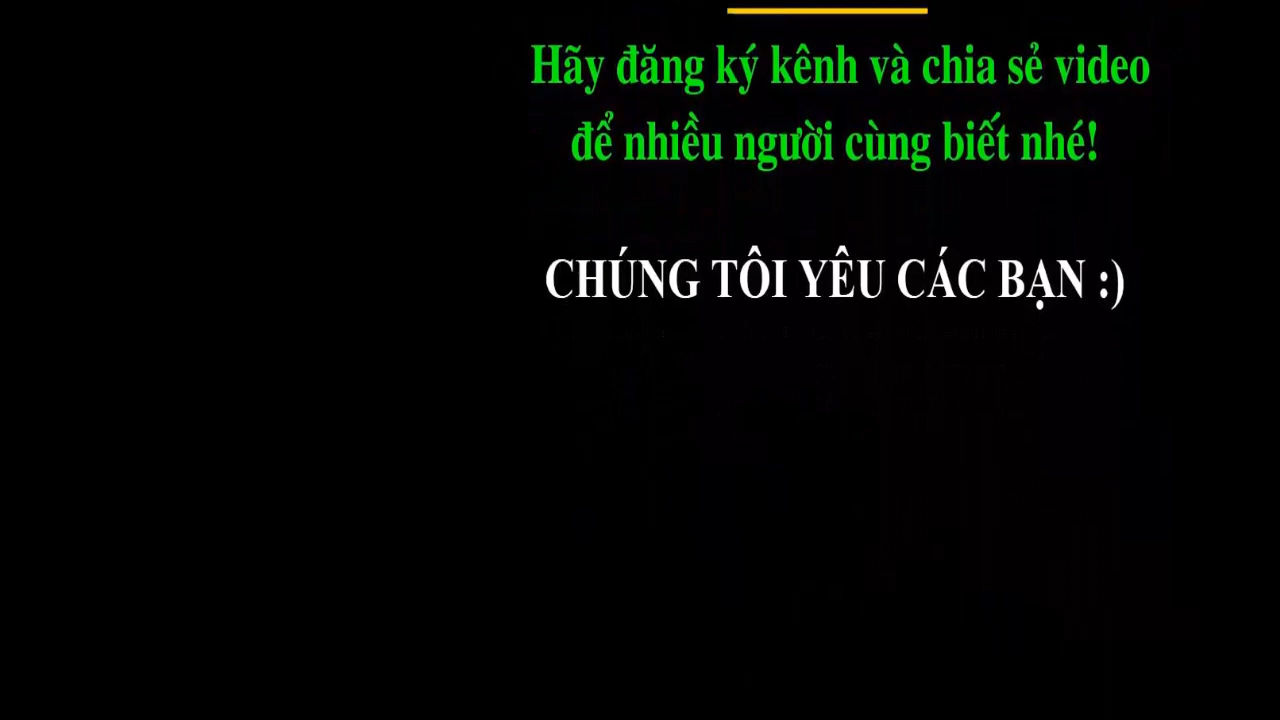 Hãy đăng ký kênh và chia sẻ video
để nhiều người cùng biết nhé!
CHÚNG TÔI YÊU CÁC BẠN :)